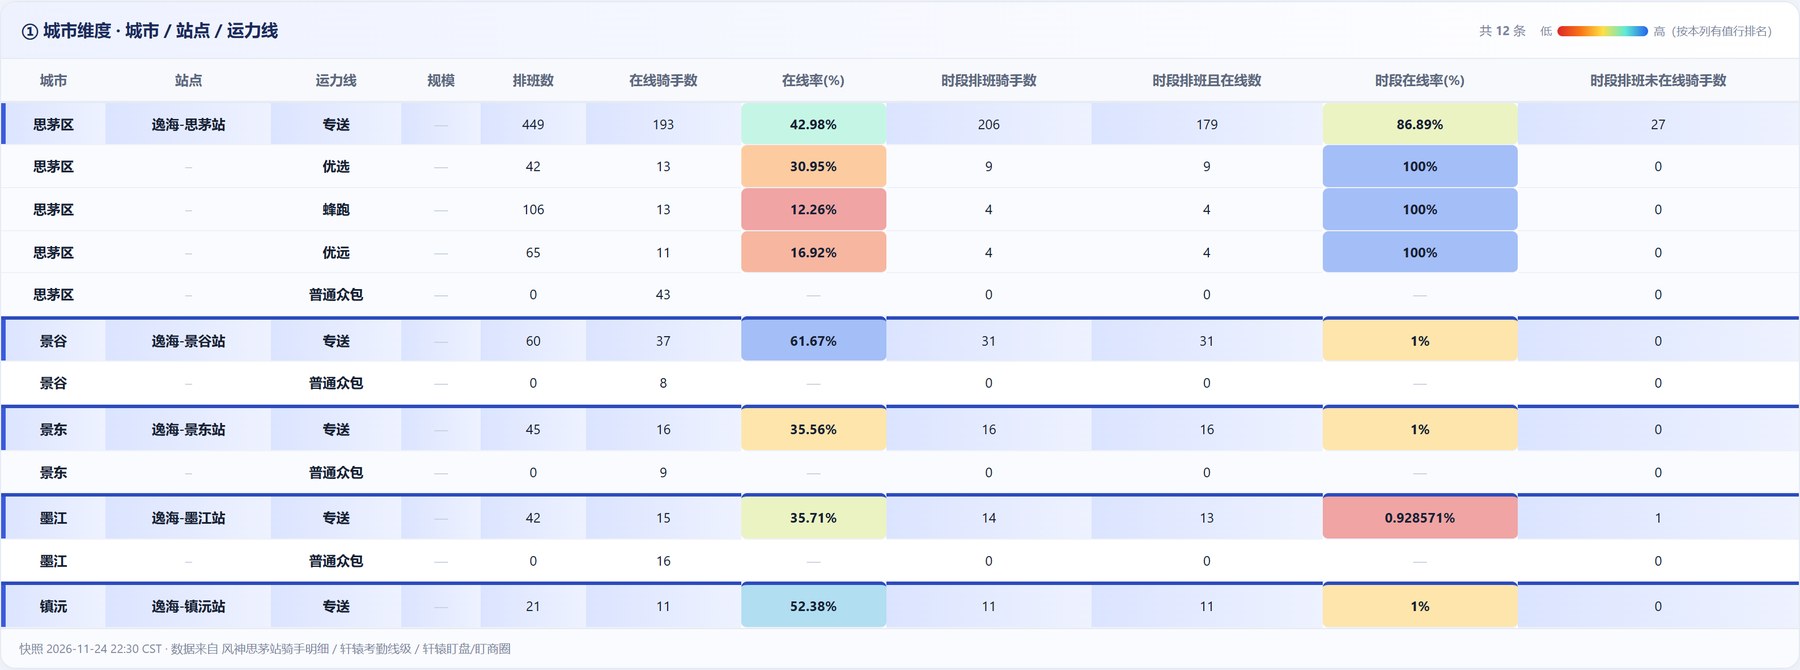 ① 城市维度 · 城市 / 站点 / 运力线
共 12 条 低 高 (按本列有值行排名)
城市 站点 运力线 规模 排班数 在线骑手数 在线率(%) 时段排班骑手数 时段排班且在线数 时段在线率(%) 时段排班未在线骑手数
思茅区 逸海-思茅站 专送 — 449 193 42.98% 206 179 86.89% 27
思茅区 – 优选 — 42 13 30.95% 9 9 100% 0
思茅区 – 蜂跑 — 106 13 12.26% 4 4 100% 0
思茅区 – 优远 — 65 11 16.92% 4 4 100% 0
思茅区 – 普通众包 — 0 43 — 0 0 — 0
景谷 逸海-景谷站 专送 — 60 37 61.67% 31 31 1% 0
景谷 – 普通众包 — 0 8 — 0 0 — 0
景东 逸海-景东站 专送 — 45 16 35.56% 16 16 1% 0
景东 – 普通众包 — 0 9 — 0 0 — 0
墨江 逸海-墨江站 专送 — 42 15 35.71% 14 13 0.928571% 1
墨江 – 普通众包 — 0 16 — 0 0 — 0
镇沅 逸海-镇沅站 专送 — 21 11 52.38% 11 11 1% 0
快照 2026-11-24 22:30 CST · 数据来自 风神思茅站骑手明细 / 轩辕考勤线级 / 轩辕盯盘/盯商圈